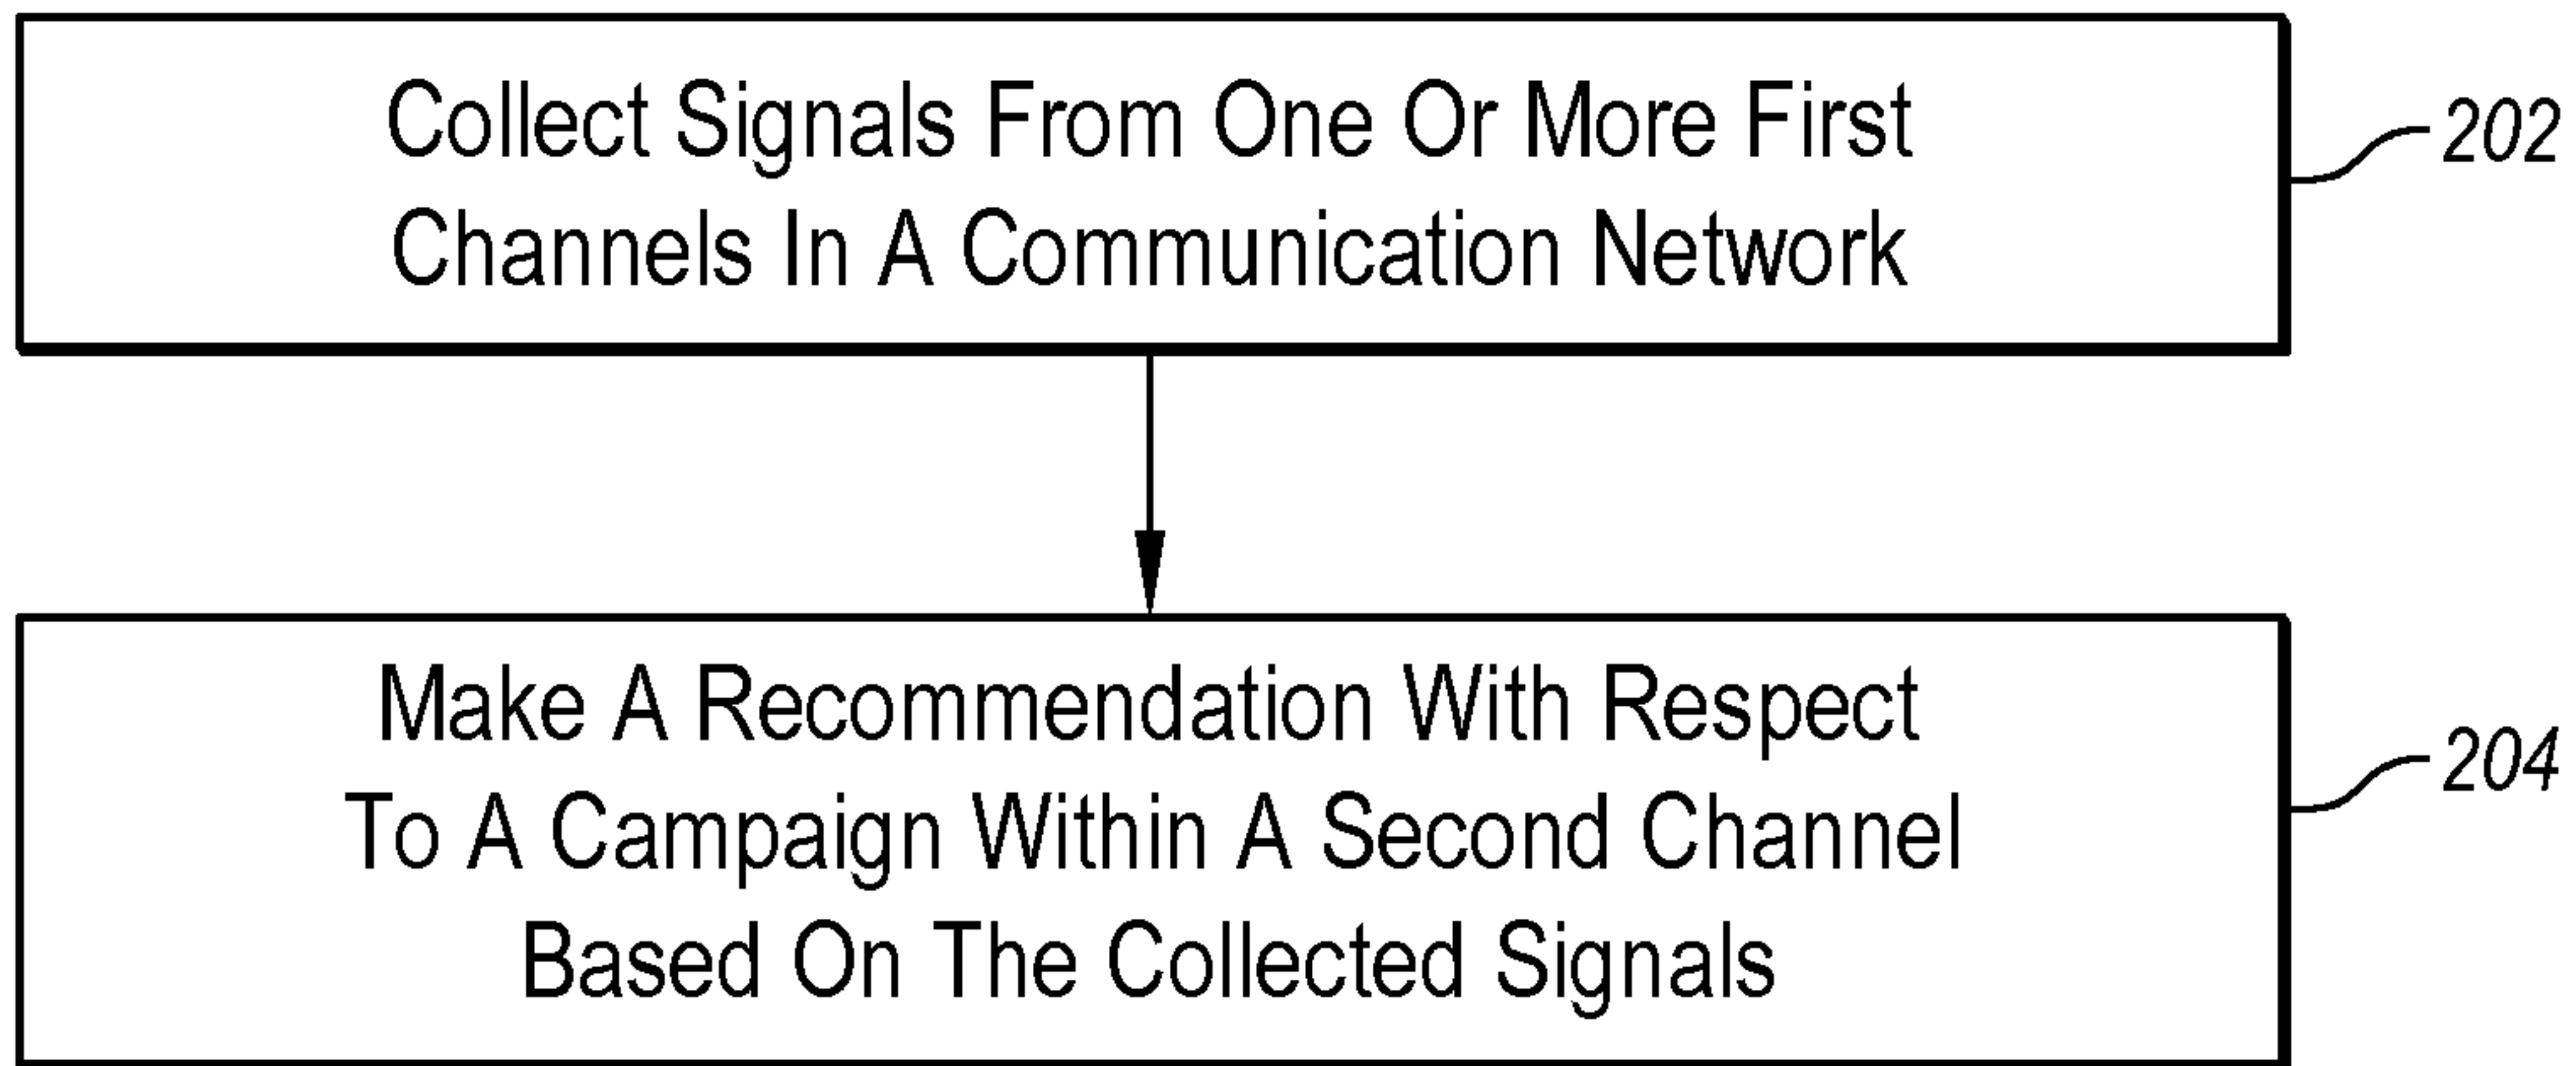 Collect Signals From One Or More First
Channels In A Communication Network
202
Make A Recommendation With Respect
To A Campaign Within A Second Channel
Based On The Collected Signals
204